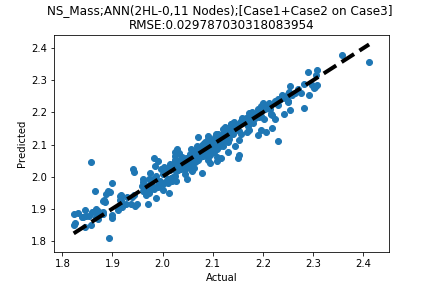 NS_Mass;ANN(2HL-0,11 Nodes);[Case1+Case2 on Case3]
RMSE:0.029787030318083954
2.4
2.3
2.2
2.1
2.0
1.9
1.8
Predicted
1.8 1.9 2.0 2.1 2.2 2.3 2.4
Actual